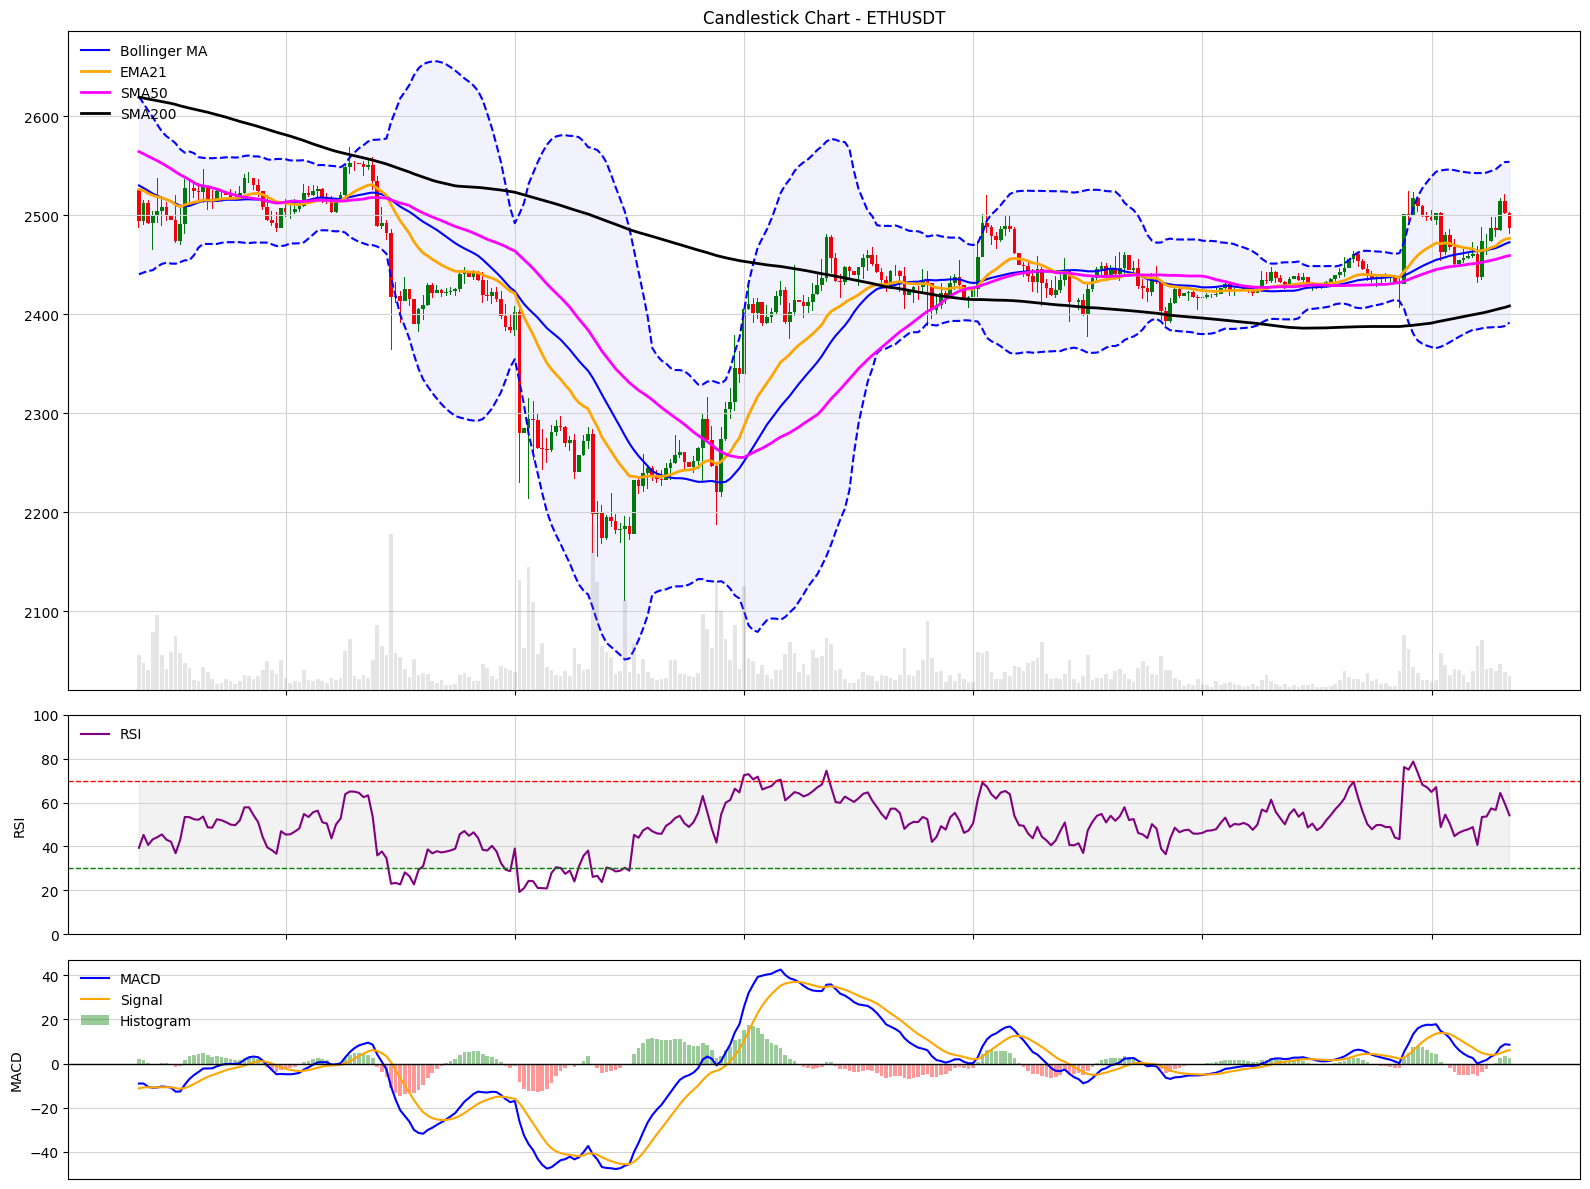 Candlestick Chart - ETHUSDT
Bollinger MA
EMA21
SMA50
SMA200
2600
2500
2400
2300
2200
2100
RSI
100
80
60
40
20
0
RSI
MACD
Signal
Histogram
40
20
0
−20
−40
MACD